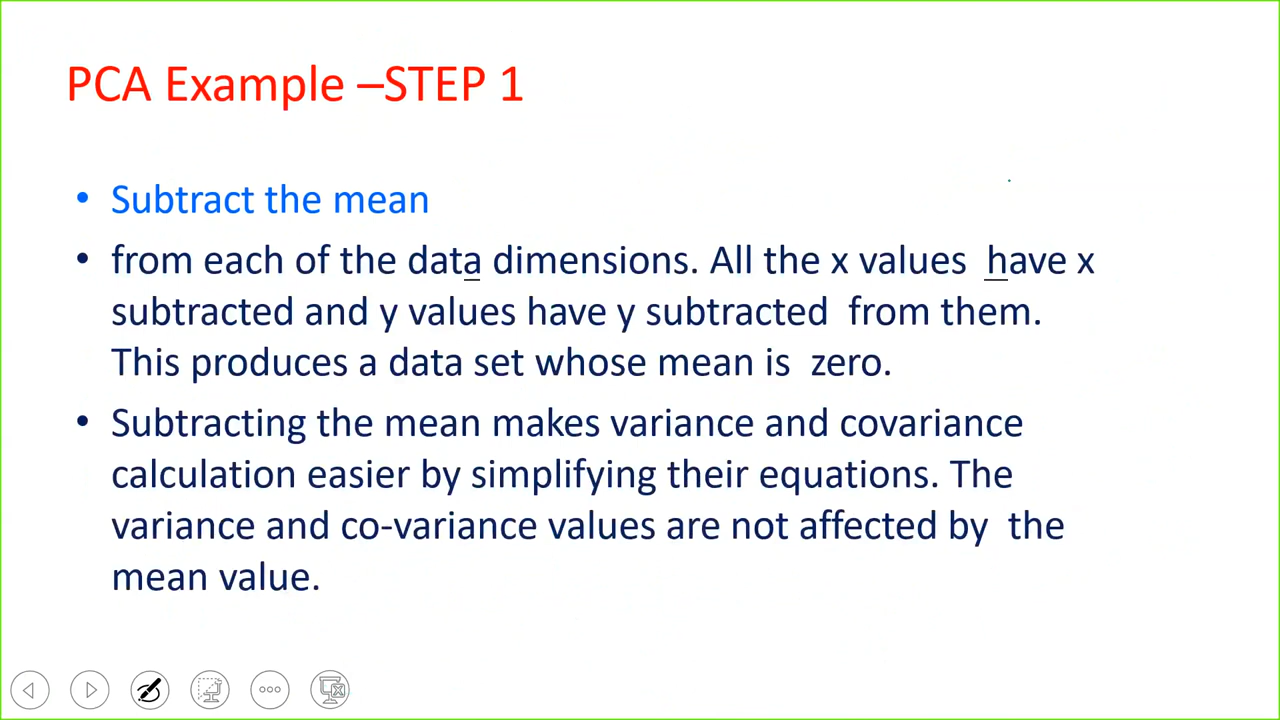 PCA Example –STEP 1
• Subtract the mean
• from each of the data dimensions. All the x values have x
subtracted and y values have y subtracted from them.
This produces a data set whose mean is zero.
• Subtracting the mean makes variance and covariance
calculation easier by simplifying their equations. The
variance and co-variance values are not affected by the
mean value.